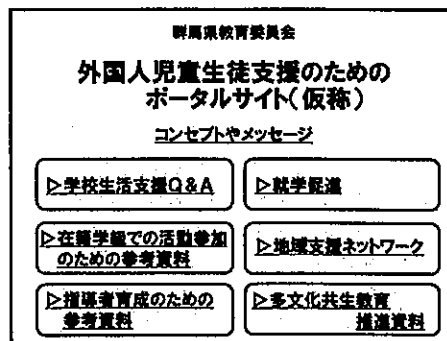 群馬県教育委員会
外国人児童生徒支援のための
ポータルサイト(仮称)
コンセプトやメッセージ
▷学校生活支援Q&A
▷就学促進
▷在籍学級での活動参加
のための参考資料
▷地域支援ネットワーク
▷指導者育成のための
参考資料
▷多文化共生教育
推進資料